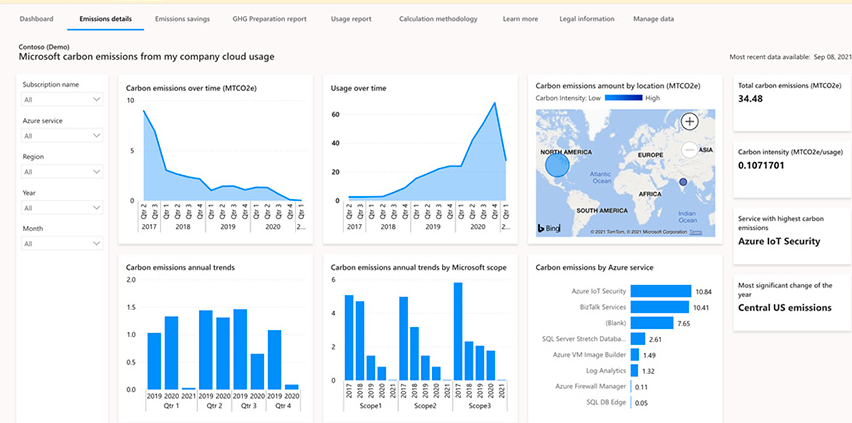 Dashboard
Emissions details
Emissions savings
GHG Preparation report
Usage report
Calculation methodology
Learn more
Legal information
Manage data
Contoso (Demo)
Microsoft carbon emissions from my company cloud usage
Most recent data available: Sep 08, 2021
Subscription name
All
Azure service
All
Region
All
Year
All
Month
All
Carbon emissions over time (MTCO2e)
10
5
0
Qtr 2 Qtr 3 Qtr 4 Qtr 1 Qtr 2 Qtr 3 Qtr 4 Qtr 1 Qtr 2 Qtr 3 Qtr 4 Qtr 1 Qtr 2 Qtr 3 Qtr 4 Qtr 1
2017 2018 2019 2020 2...
Usage over time
60
40
20
0
Qtr 2 Qtr 3 Qtr 4 Qtr 1 Qtr 2 Qtr 3 Qtr 4 Qtr 1 Qtr 2 Qtr 3 Qtr 4 Qtr 1 Qtr 2 Qtr 3 Qtr 4 Qtr 1
2017 2018 2019 2020 2...
Carbon emissions amount by location (MTCO2e)
Carbon Intensity: Low High
NORTH AMERICA
EUROPE
ASIA
Atlantic
Ocean
AFRICA
SOUTH AMERICA
Indian
Ocean
Bing
© 2021 TomTom, © 2021 Microsoft Corporation Terms
Total carbon emissions (MTCO2e)
34.48
Carbon intensity (MTCO2e/usage)
0.1071701
Service with highest carbon
emissions
Azure IoT Security
Most significant change of the
year
Central US emissions
Carbon emissions annual trends
2.0
1.5
1.0
0.5
0.0
2019 2020 2021 2019 2020 2019 2020 2019 2020
Qtr 1 Qtr 2 Qtr 3 Qtr 4
Carbon emissions annual trends by Microsoft scope
6
4
2
0
2017 2018 2019 2020 2021 2017 2018 2019 2020 2021 2017 2018 2019 2020 2021
Scope1 Scope2 Scope3
Carbon emissions by Azure service
Azure IoT Security 10.84
BizTalk Services 10.41
(Blank) 7.65
SQL Server Stretch Databa... 2.61
Azure VM Image Builder 1.49
Log Analytics 1.32
Azure Firewall Manager 0.11
SQL DB Edge 0.05